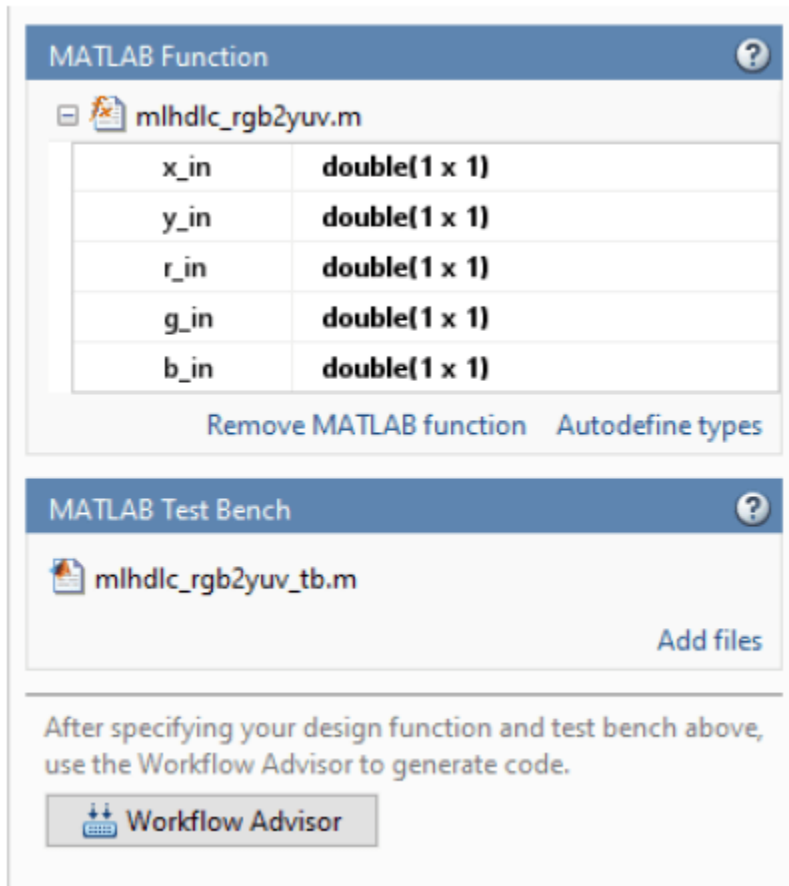 MATLAB Function ?
mlhdlc_rgb2yuv.m
x_in double(1 x 1)
y_in double(1 x 1)
r_in double(1 x 1)
g_in double(1 x 1)
b_in double(1 x 1)
Remove MATLAB function Autodefine types
MATLAB Test Bench ?
mlhdlc_rgb2yuv_tb.m
Add files
After specifying your design function and test bench above,
use the Workflow Advisor to generate code.
Workflow Advisor